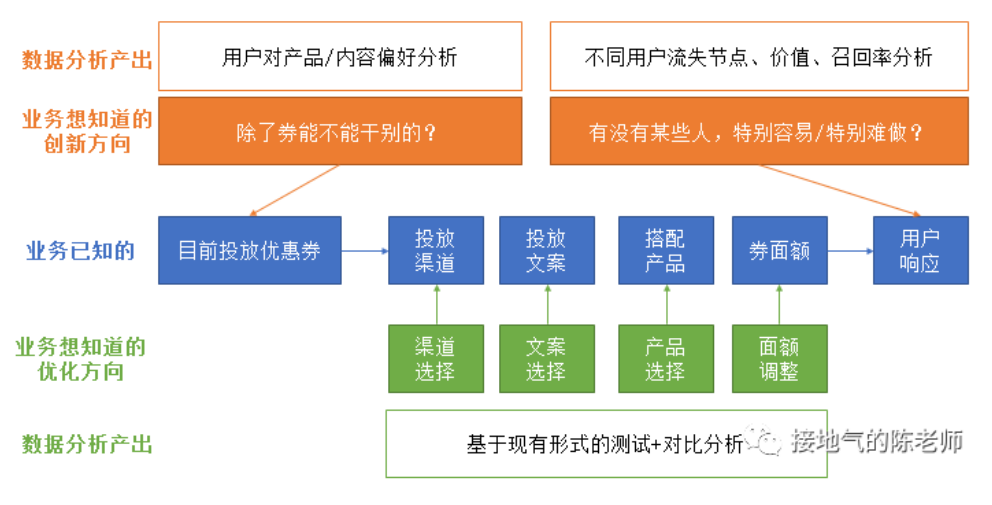 数据分析产出
用户对产品/内容偏好分析
不同用户流失节点、价值、召回率分析
业务想知道的
创新方向
除了券能不能干别的？
有没有某些人，特别容易/特别难做？
业务已知的
目前投放优惠券
投放
渠道
投放
文案
搭配
产品
券面额
用户
响应
业务想知道的
优化方向
渠道
选择
文案
选择
产品
选择
面额
调整
数据分析产出
基于现有形式的测试+对比分析
接地气的陈老师